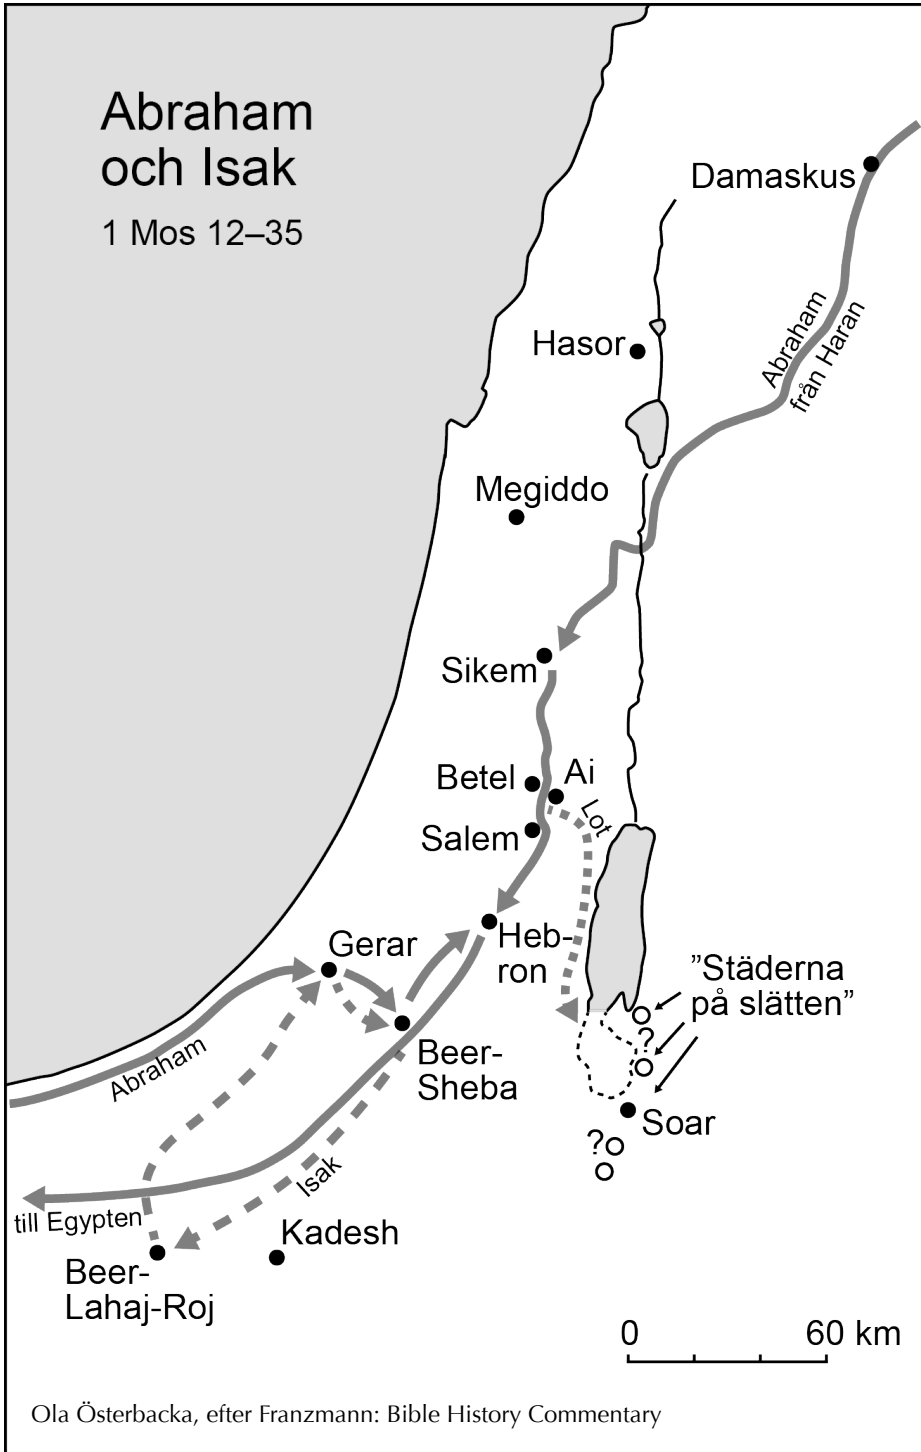 Abraham
och Isak
1 Mos 12–35
Damaskus
Abraham
från Haran
Hasor
Megiddo
Sikem
Betel
Ai
Lot
Salem
Heb-
ron
Gerar
”Städerna
på slätten”
?
Abraham
Beer-
Sheba
Soar
?
Isak
till Egypten
Kadesh
Beer-
Lahaj-Roj
0 60 km
Ola Österbacka, efter Franzmann: Bible History Commentary